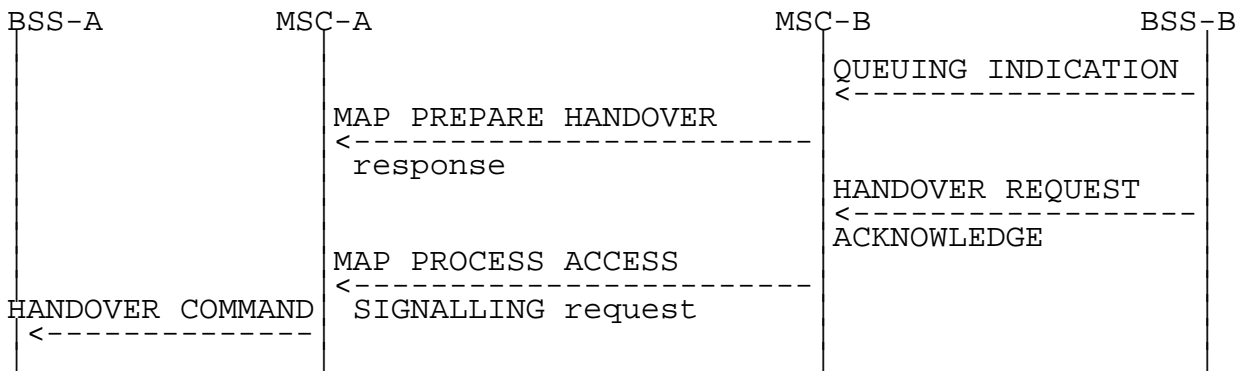 BSS-A MSC-A MSC-B BSS-B
QUEUING INDICATION
MAP PREPARE HANDOVER
response
HANDOVER REQUEST
ACKNOWLEDGE
MAP PROCESS ACCESS
HANDOVER COMMAND SIGNALLING request